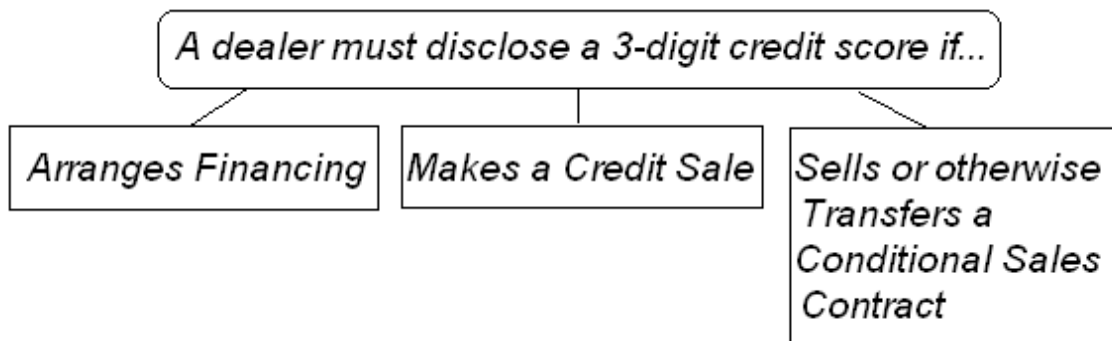 A dealer must disclose a 3-digit credit score if...
Arranges Financing
Makes a Credit Sale
Sells or otherwise
Transfers a
Conditional Sales
Contract